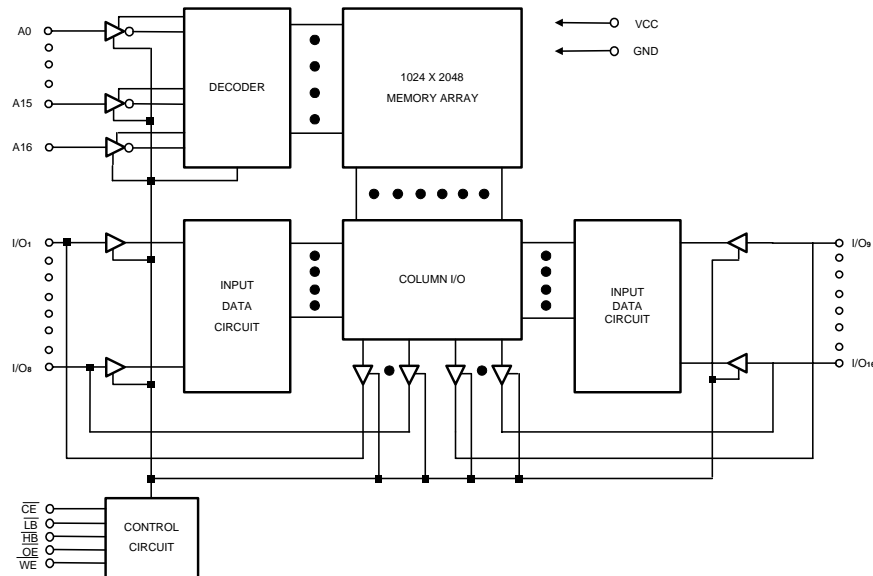 A0
VCC
GND
DECODER
1024 X 2048
MEMORY ARRAY
A15
A16
I/O₁
I/O₉
INPUT
DATA
CIRCUIT
COLUMN I/O
INPUT
DATA
CIRCUIT
I/O₈
I/O₁₆
CE
LB
HB
OE
WE
CONTROL
CIRCUIT